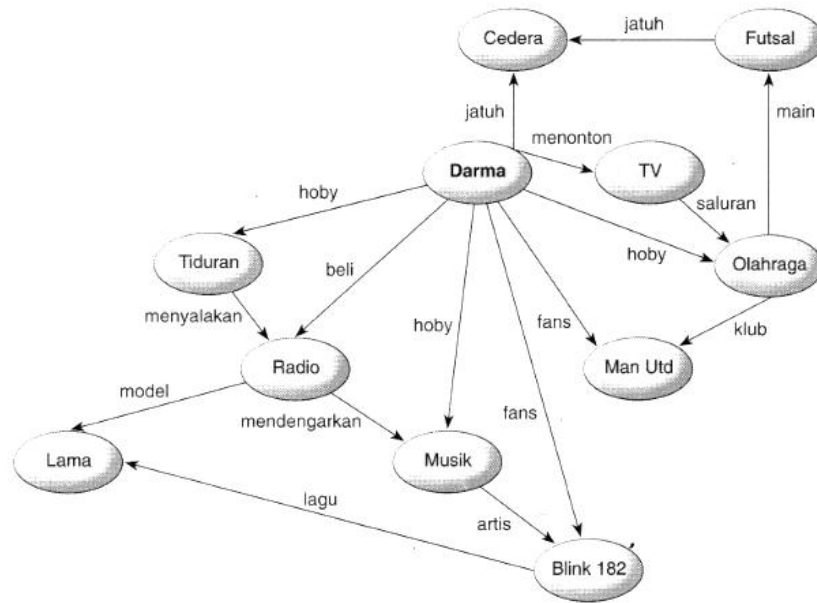 jatuh
Cedera
Futsal
jatuh
main
menonton
Darma
TV
hoby
saluran
Tiduran
beli
hoby
Olahraga
menyalakan
hoby
fans
klub
Radio
Man Utd
model
mendengarkan
fans
Lama
Musik
lagu
artis
Blink 182